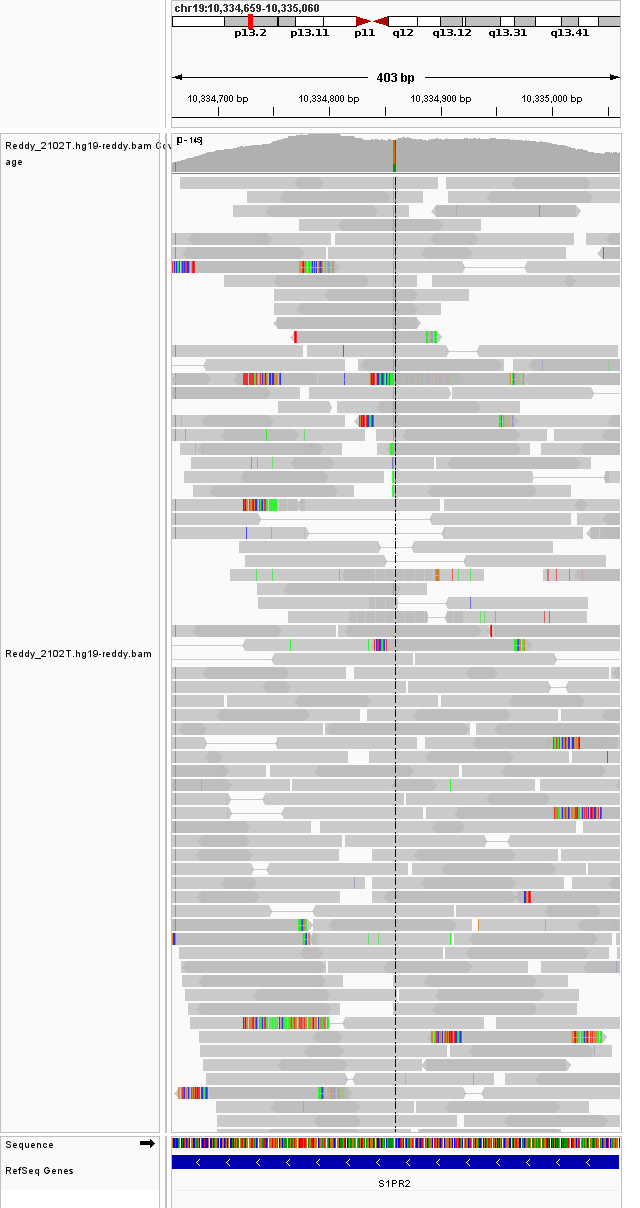 chr19:10,334,659-10,335,060
p13.2 p13.11 p11 q12 q13.12 q13.31 q13.41
403 bp
10,334,700 bp 10,334,800 bp 10,334,900 bp 10,335,000 bp
Reddy_2102T.hg19-reddy.bam Cov
age
Reddy_2102T.hg19-reddy.bam
Sequence
RefSeq Genes
S1PR2